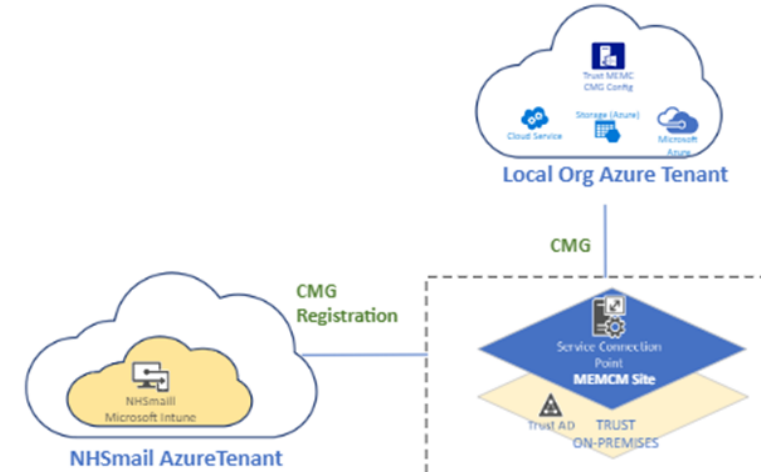 Trust MEMC
CMG Config
Cloud Service
Storage (Azure)
Microsoft
Azure
Local Org Azure Tenant
CMG
CMG
Registration
Service Connection
Point
MEMCM Site
NHSmaill
Microsoft Intune
Trust AD
TRUST
ON-PREMISES
NHSmail AzureTenant